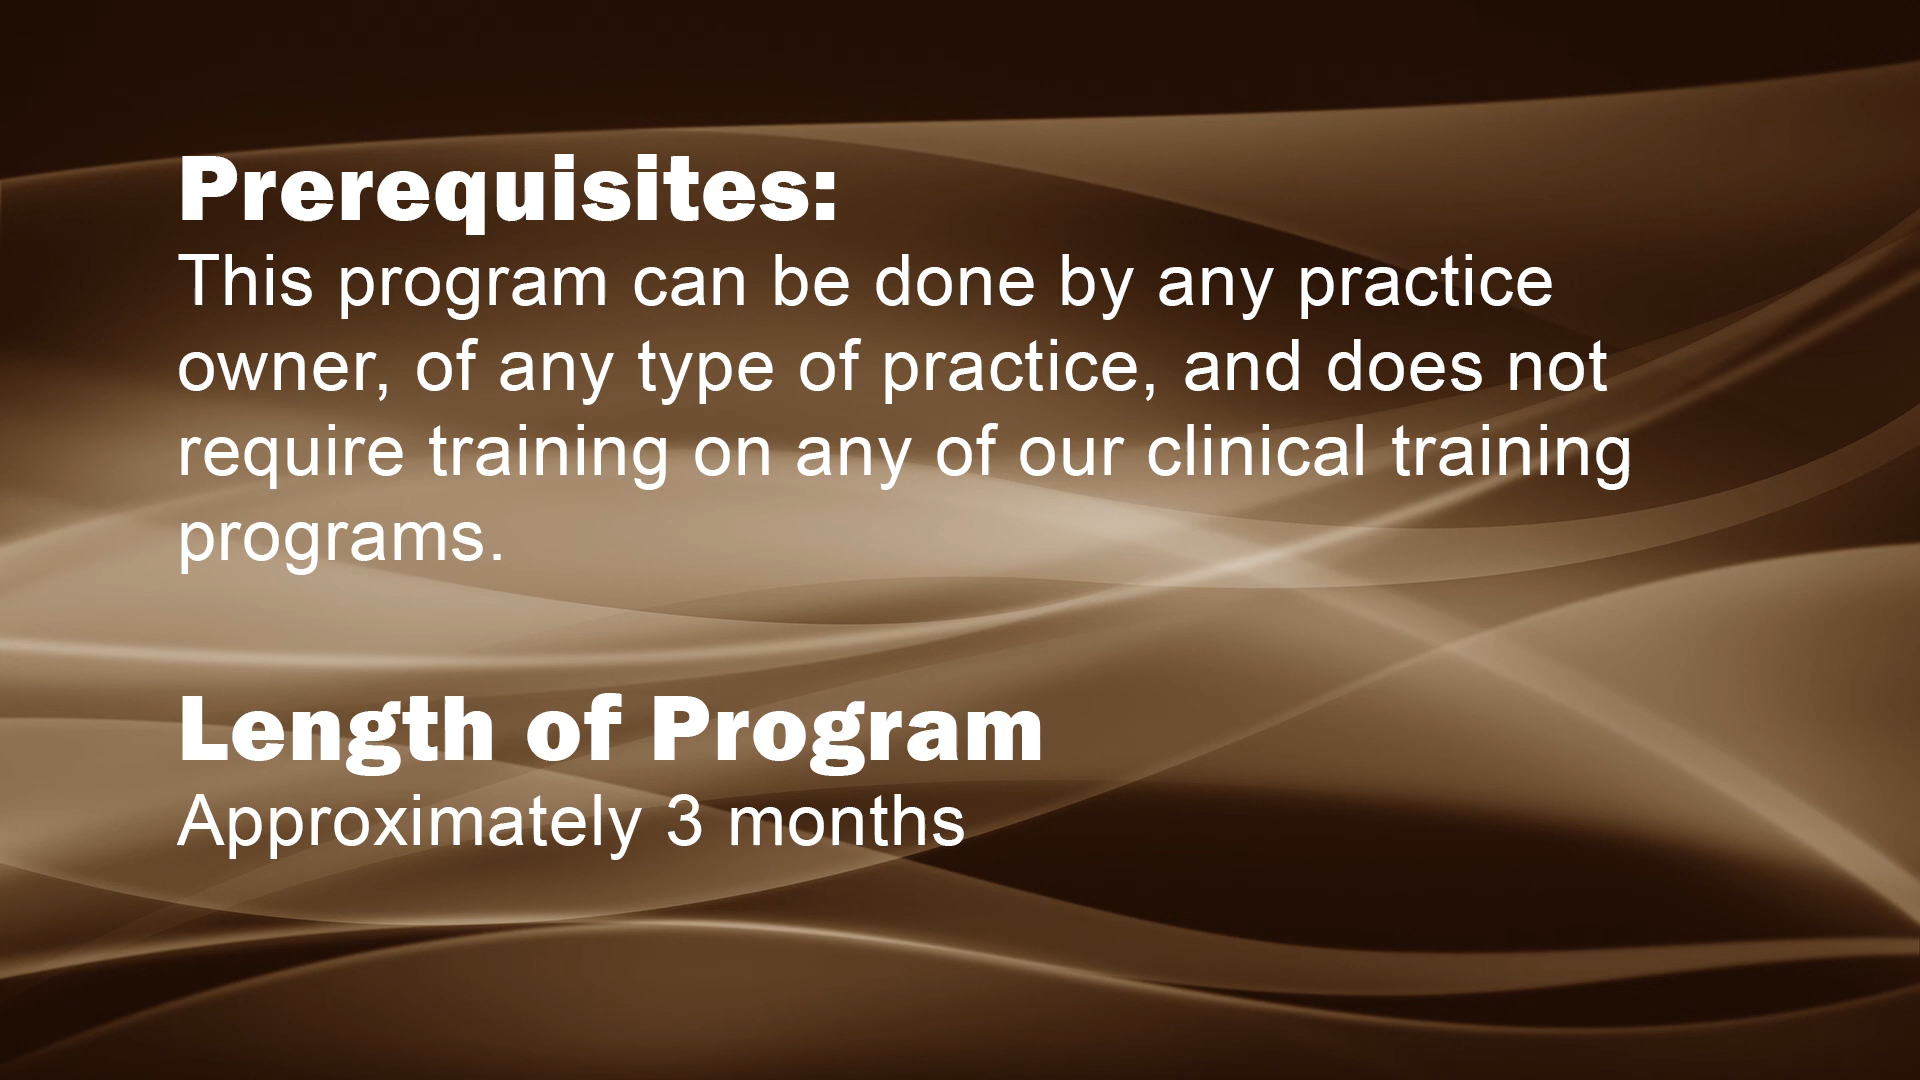 Prerequisites:
This program can be done by any practice
owner, of any type of practice, and does not
require training on any of our clinical training
programs.
Length of Program
Approximately 3 months